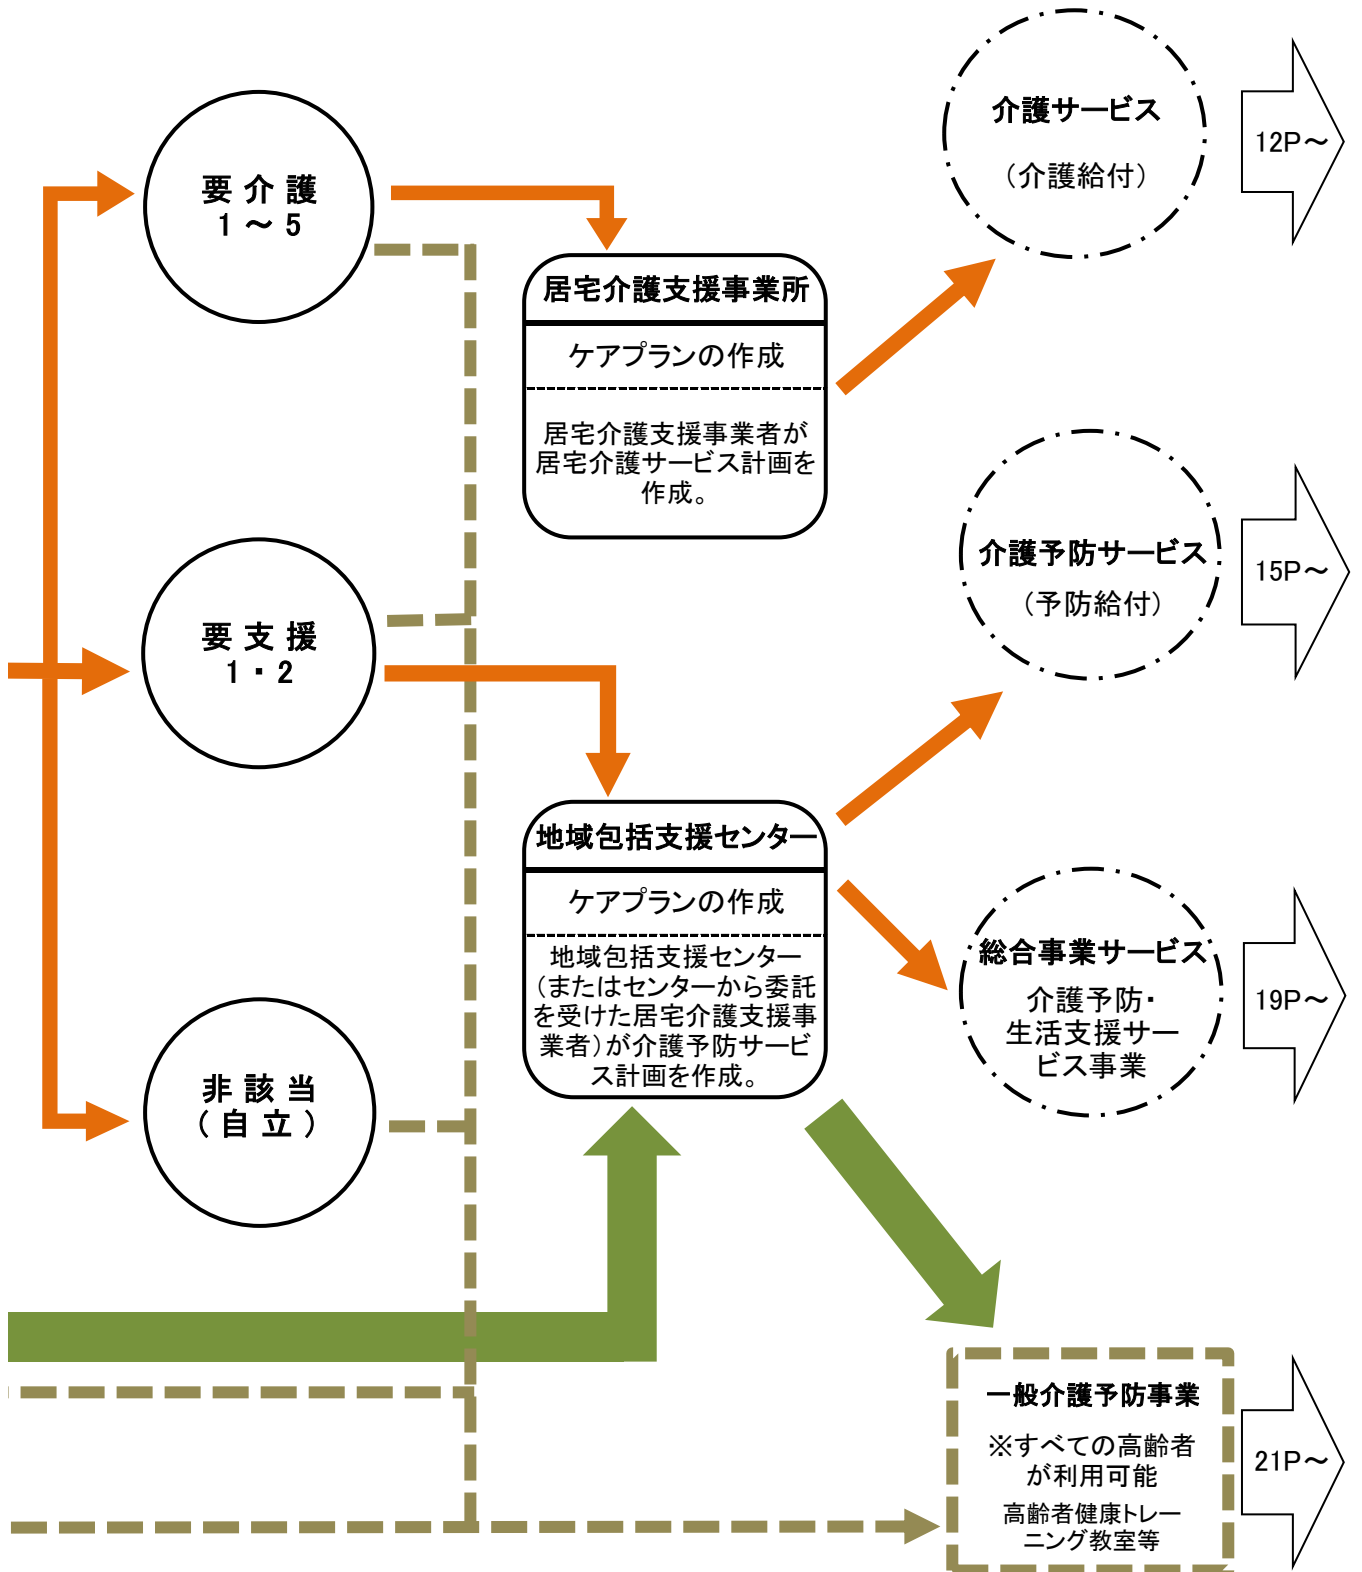 介護サービス
（介護給付）
12P～
要 介 護
1 ～ 5
居宅介護支援事業所
ケアプランの作成
居宅介護支援事業者が
居宅介護サービス計画を
作成。
介護予防サービス
（予防給付）
15P～
要 支 援
1 ・ 2
地域包括支援センター
ケアプランの作成
地域包括支援センター
（またはセンターから委託
を受けた居宅介護支援事
業者）が介護予防サービ
ス計画を作成。
総合事業サービス
介護予防・
生活支援サー
ビス事業
19P～
非 該 当
（ 自 立 ）
一般介護予防事業
※すべての高齢者
が利用可能
高齢者健康トレー
ニング教室等
21P～